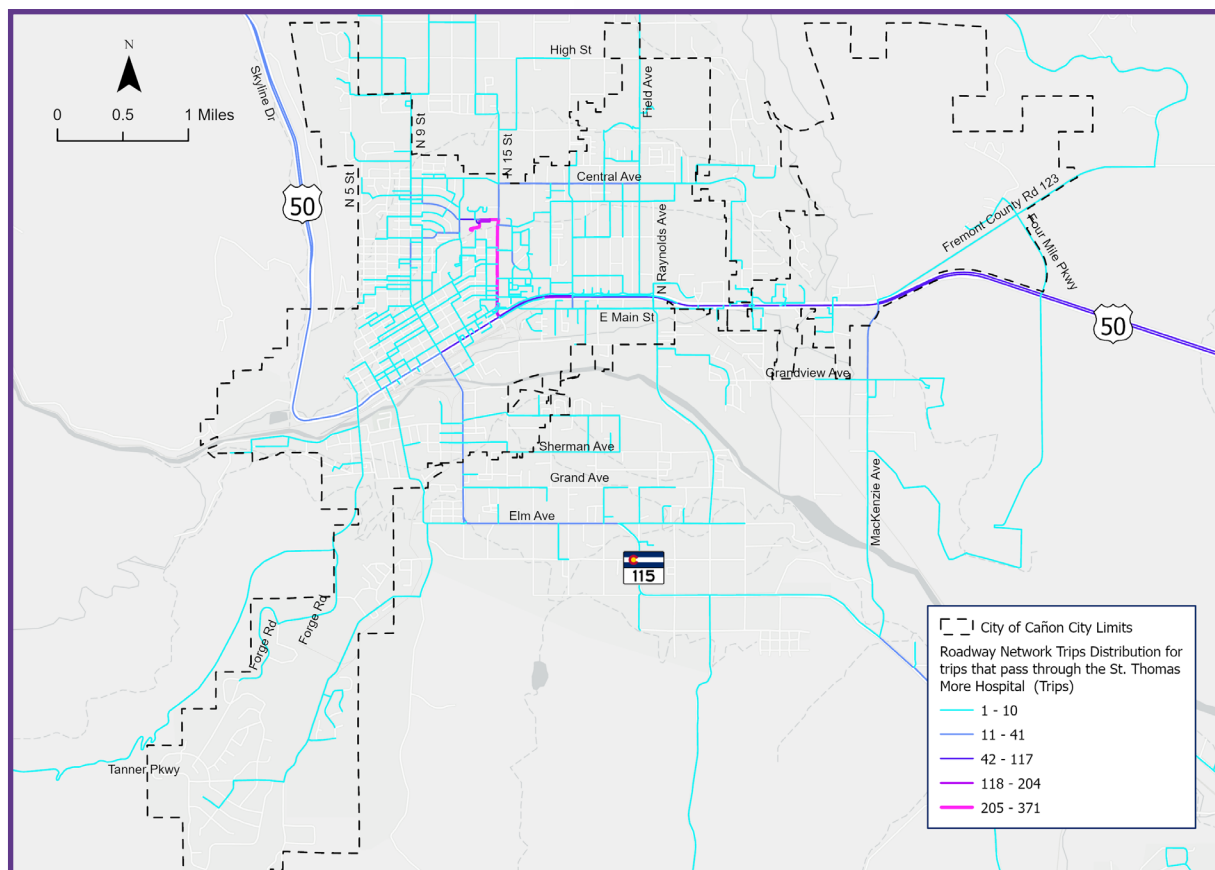 High St
N
Skyline Dr
Field Ave
0 0.5 1 Miles
N 9 St
N 15 St
Central Ave
N 5 St
50
Fremont County Rd 123
Four Mile Pkwy
N Raynolds Ave
E Main St
50
Grandview Ave
Sherman Ave
Grand Ave
MacKenzie Ave
Elm Ave
115
Forge Rd
Forge Rd
Tanner Pkwy
City of Cañon City Limits
Roadway Network Trips Distribution for
trips that pass through the St. Thomas
More Hospital (Trips)
1 - 10
11 - 41
42 - 117
118 - 204
205 - 371